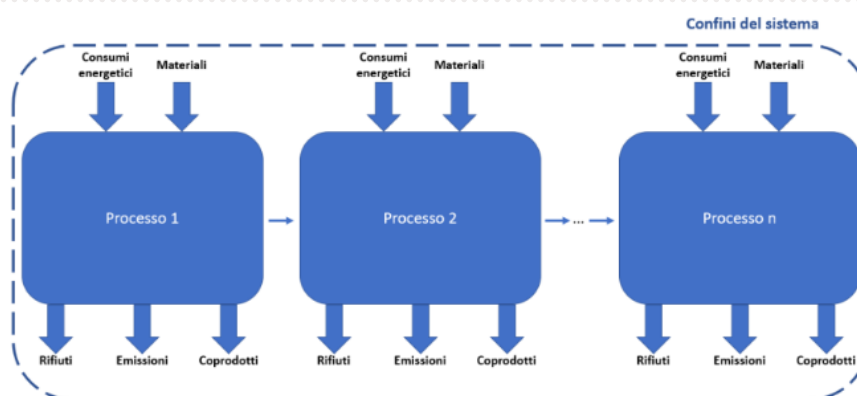 Confini del sistema
Consumi energetici
Materiali
Consumi energetici
Materiali
Consumi energetici
Materiali
Processo 1
Processo 2
...
Processo n
Rifiuti
Emissioni
Coprodotti
Rifiuti
Emissioni
Coprodotti
Rifiuti
Emissioni
Coprodotti